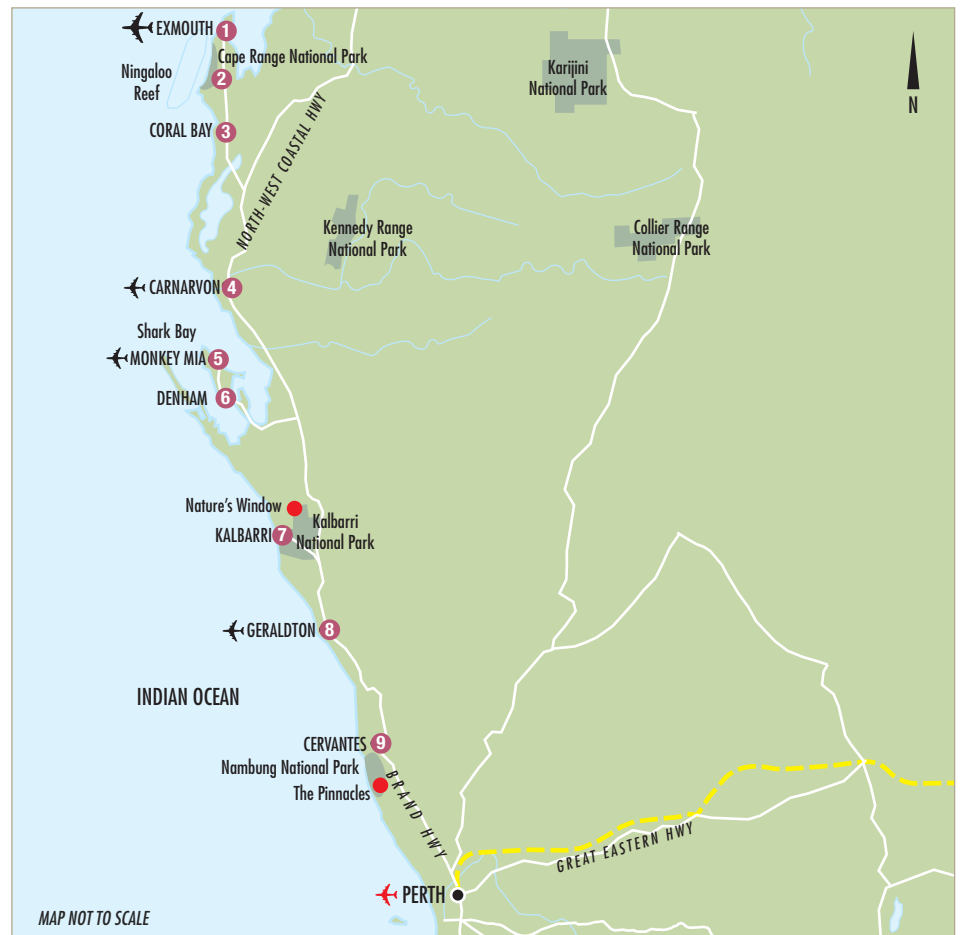 EXMOUTH 1
Cape Range National Park
Ningaloo
Reef
2
CORAL BAY 3
NORTH-WEST COASTAL HWY
Karijini
National Park
N
Kennedy Range
National Park
Collier Range
National Park
CARNARVON 4
Shark Bay
MONKEY MIA 5
DENHAM 6
Nature's Window
KALBARRI 7
Kalbarri
National Park
GERALDTON 8
INDIAN OCEAN
CERVANTES 9
Nambung National Park
The Pinnacles
BRAND HWY
GREAT EASTERN HWY
PERTH
MAP NOT TO SCALE